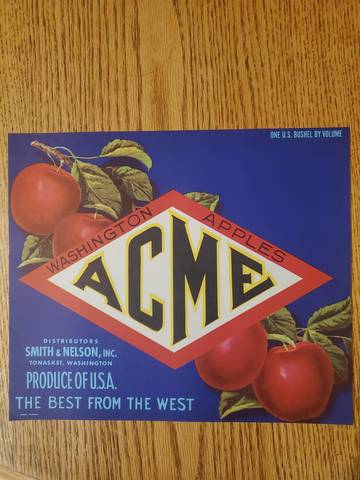 ONE U.S. BUSHEL BY VOLUME
WASHINGTON APPLES
ACME
DISTRIBUTORS
SMITH & NELSON, INC.
TONASKET, WASHINGTON
PRODUCE OF U.S.A.
THE BEST FROM THE WEST